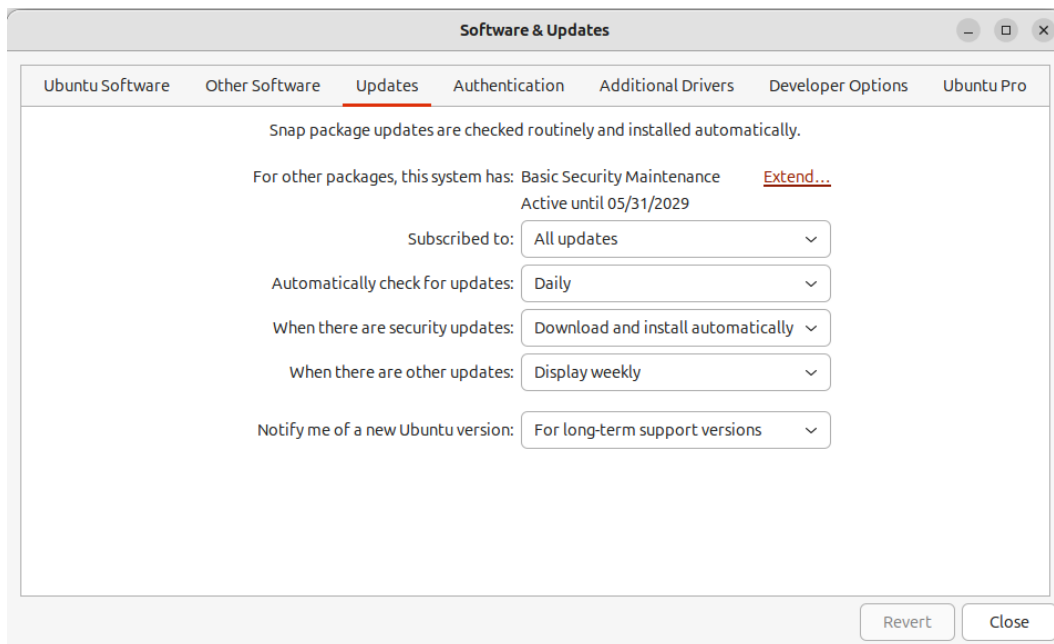 Software & Updates
Ubuntu Software Other Software Updates Authentication Additional Drivers Developer Options Ubuntu Pro
Snap package updates are checked routinely and installed automatically.
For other packages, this system has: Basic Security Maintenance Extend...
Active until 05/31/2029
Subscribed to: All updates
Automatically check for updates: Daily
When there are security updates: Download and install automatically
When there are other updates: Display weekly
Notify me of a new Ubuntu version: For long-term support versions
Revert Close